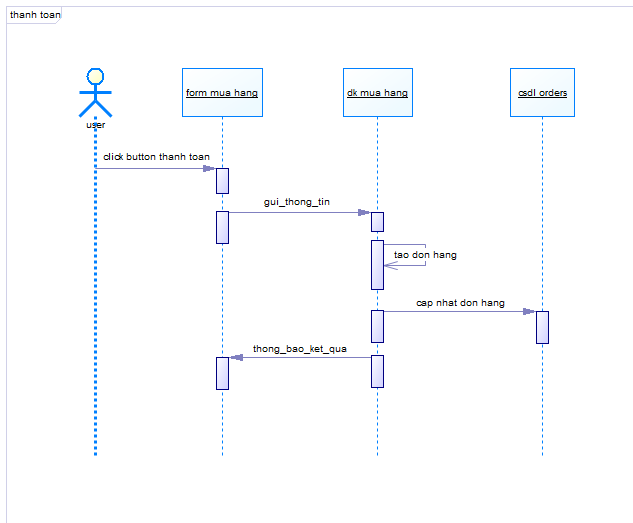 thanh toan
form mua hang
dk mua hang
csdl orders
user
click button thanh toan
gui_thong_tin
tao don hang
cap nhat don hang
thong_bao_ket_qua